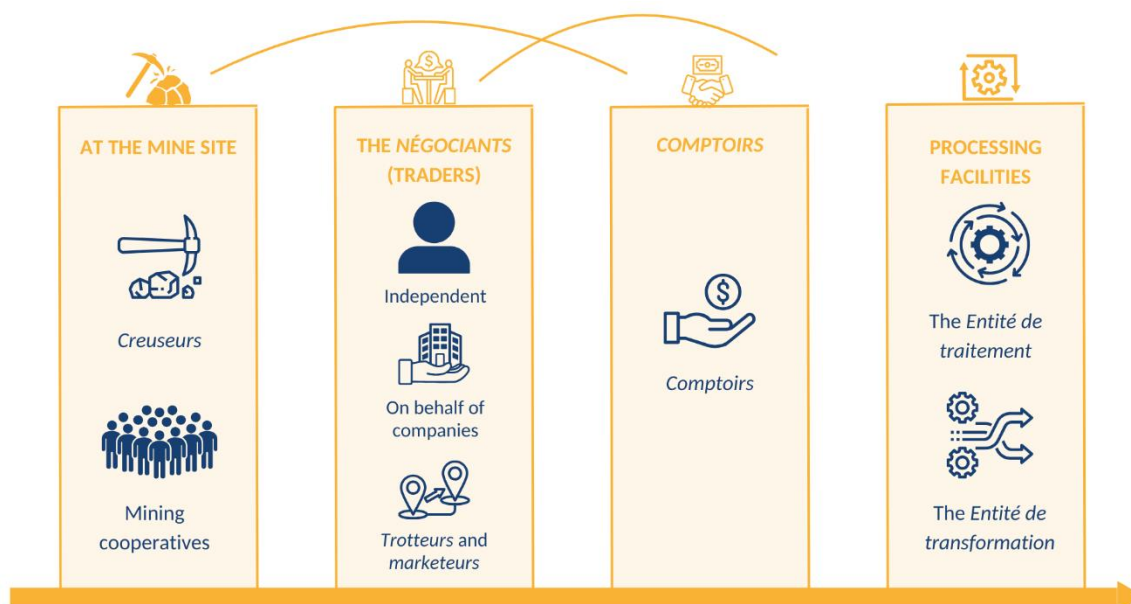 AT THE MINE SITE
Creuseurs
Mining
cooperatives
THE NÉGOCIANTS
(TRADERS)
Independent
On behalf of
companies
Trotteurs and
marketeurs
COMPTOIRS
Comptoirs
PROCESSING
FACILITIES
The Entité de
traitement
The Entité de
transformation